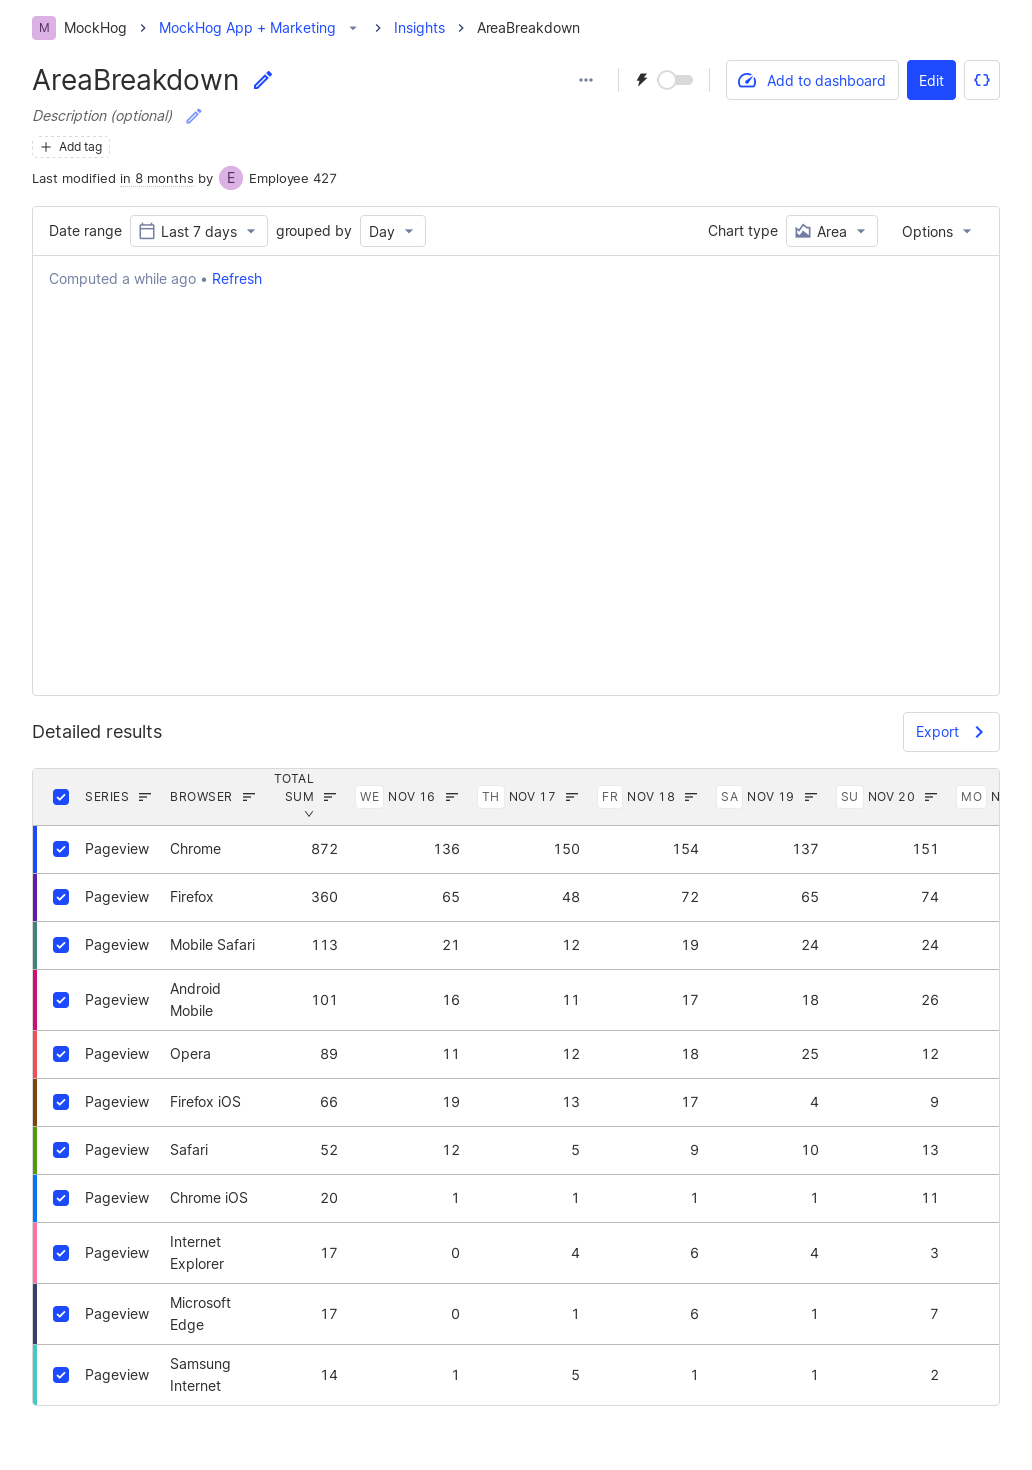 M MockHog > MockHog App + Marketing > Insights > AreaBreakdown
AreaBreakdown
Add to dashboard Edit
Description (optional)
Add tag
Last modified in 8 months by E Employee 427
Date range Last 7 days grouped by Day Chart type Area Options
Computed a while ago • Refresh
Detailed results Export
SERIES BROWSER TOTAL SUM WE NOV 16 TH NOV 17 FR NOV 18 SA NOV 19 SU NOV 20 MO N
Pageview Chrome 872 136 150 154 137 151
Pageview Firefox 360 65 48 72 65 74
Pageview Mobile Safari 113 21 12 19 24 24
Pageview Android Mobile 101 16 11 17 18 26
Pageview Opera 89 11 12 18 25 12
Pageview Firefox iOS 66 19 13 17 4 9
Pageview Safari 52 12 5 9 10 13
Pageview Chrome iOS 20 1 1 1 1 11
Pageview Internet Explorer 17 0 4 6 4 3
Pageview Microsoft Edge 17 0 1 6 1 7
Pageview Samsung Internet 14 1 5 1 1 2